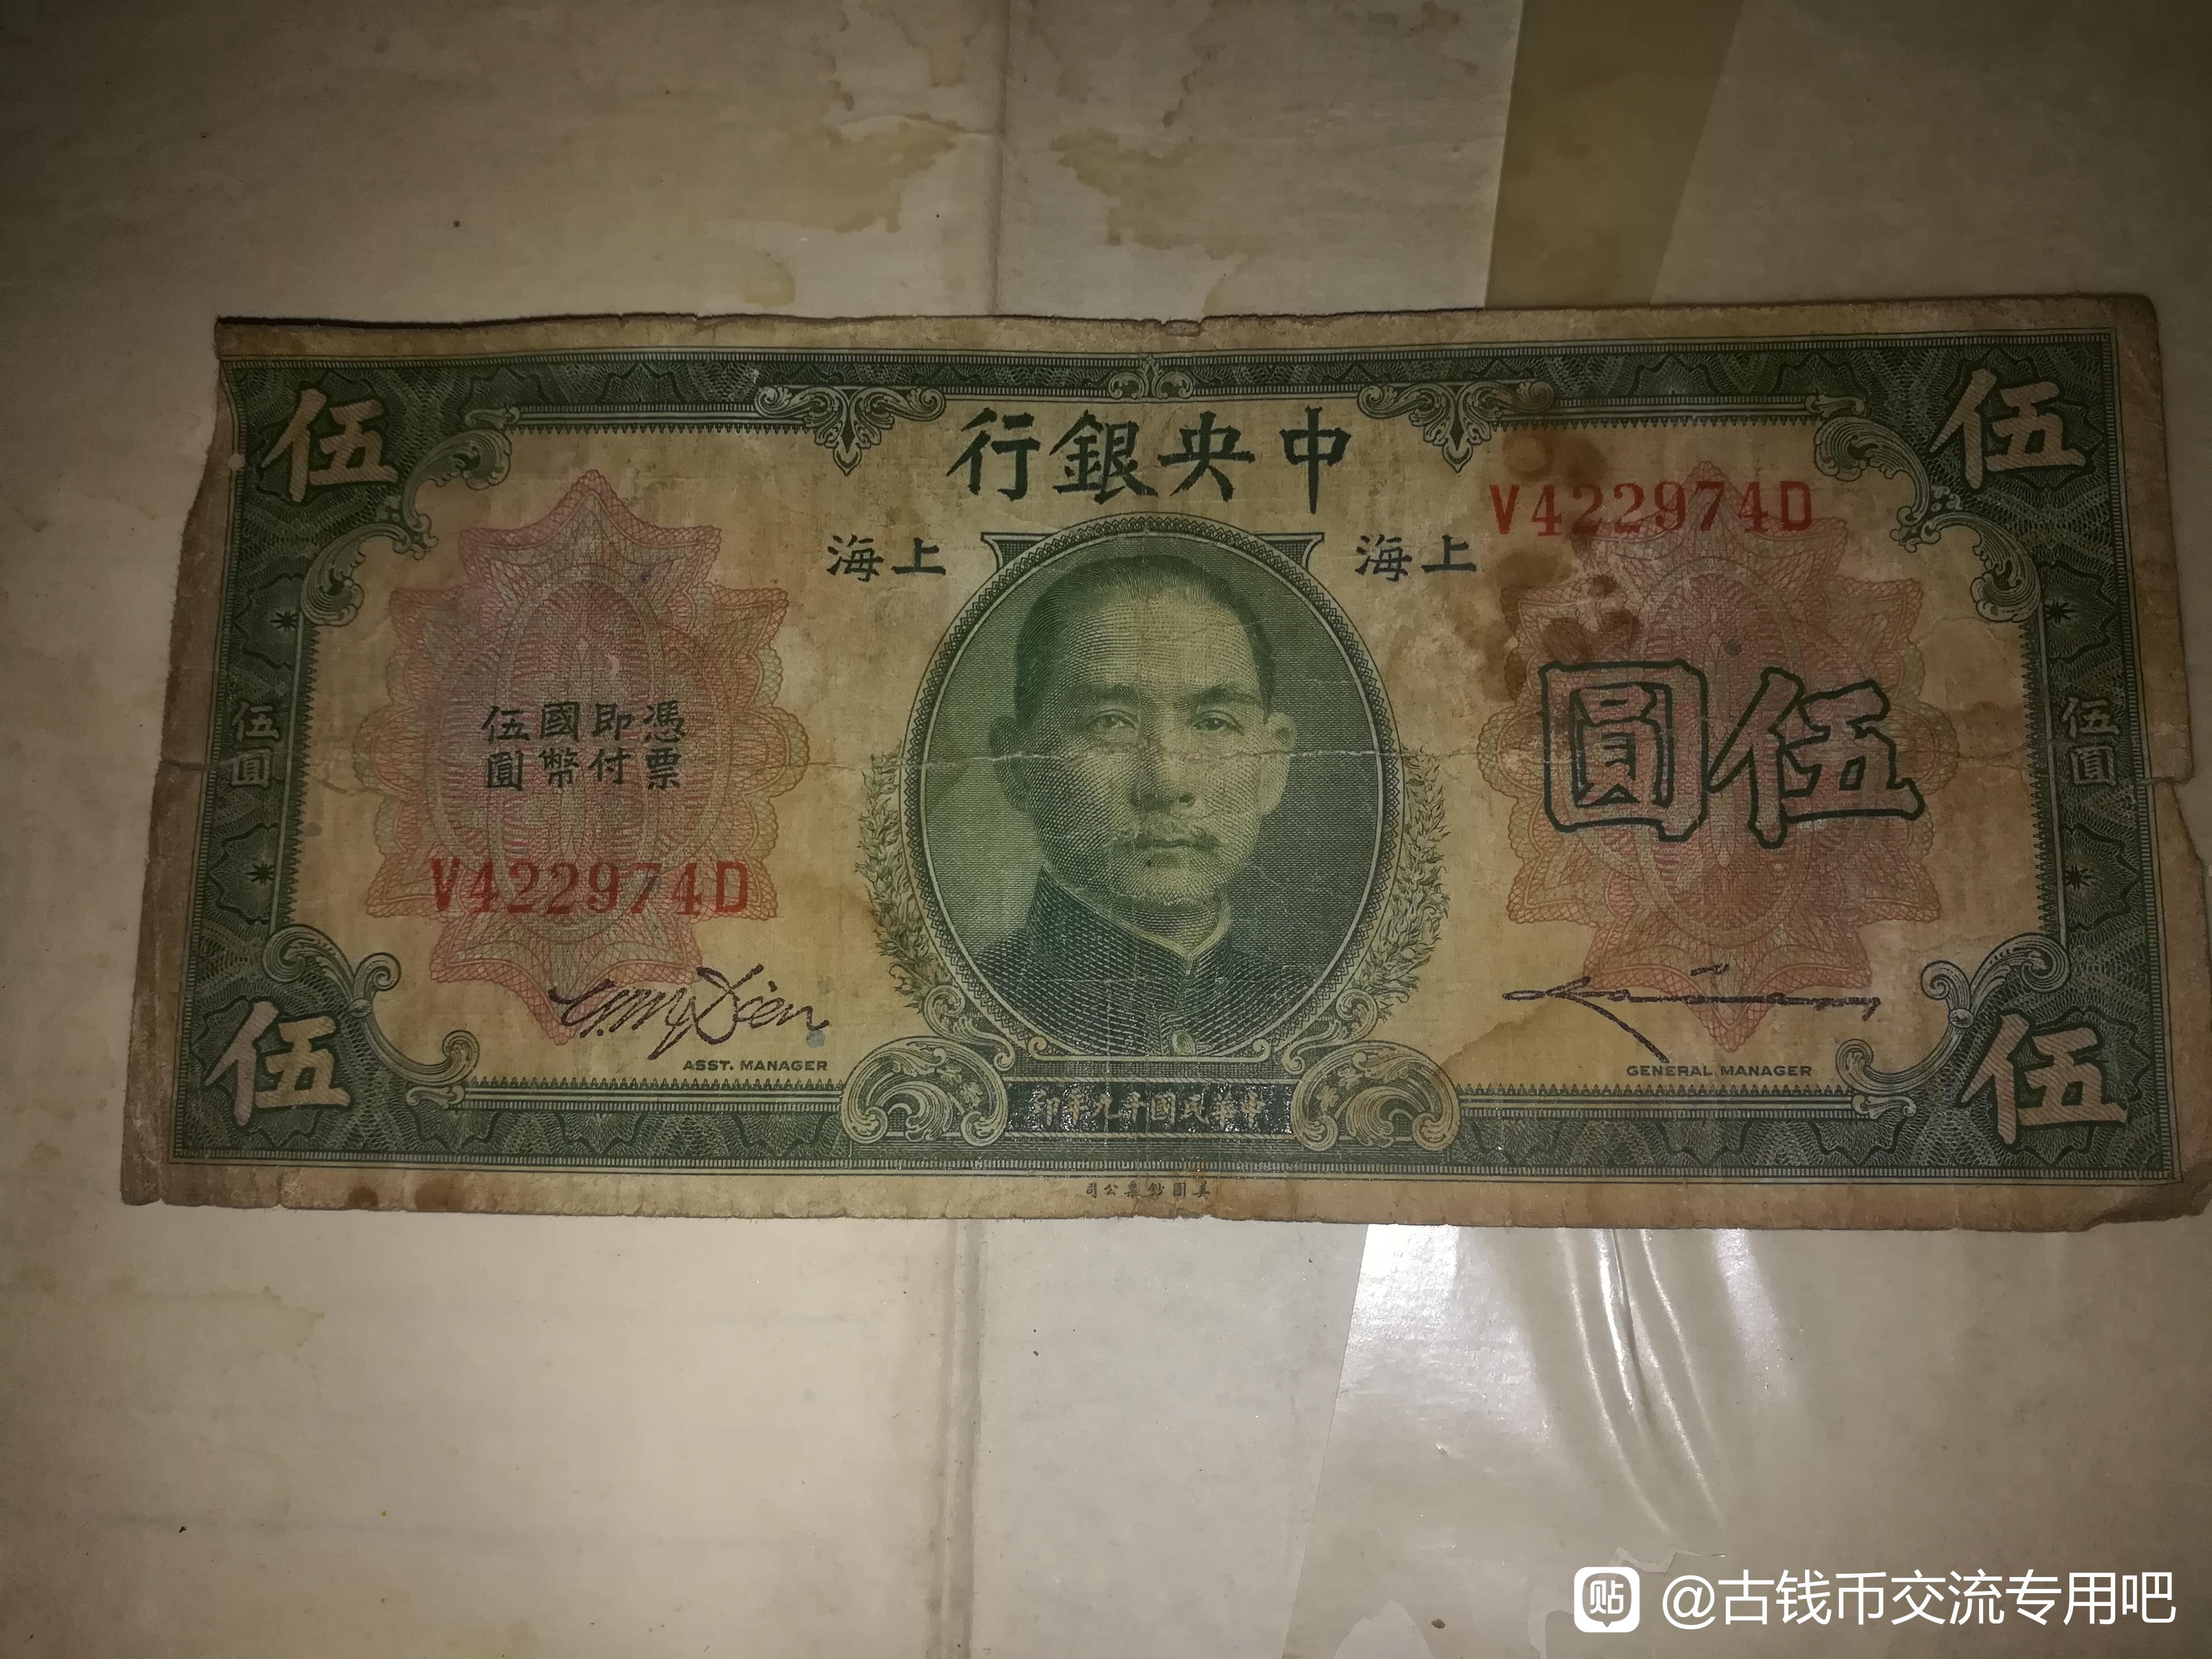 伍
伍
中央銀行
V422974D
上海
上海
憑票
即付
國幣
伍圓
伍圓
伍圓
伍圓
V422974D
ASST. MANAGER
GENERAL MANAGER
伍
伍
中華民國十九年印
美國鈔票公司
貼 @古钱币交流专用吧